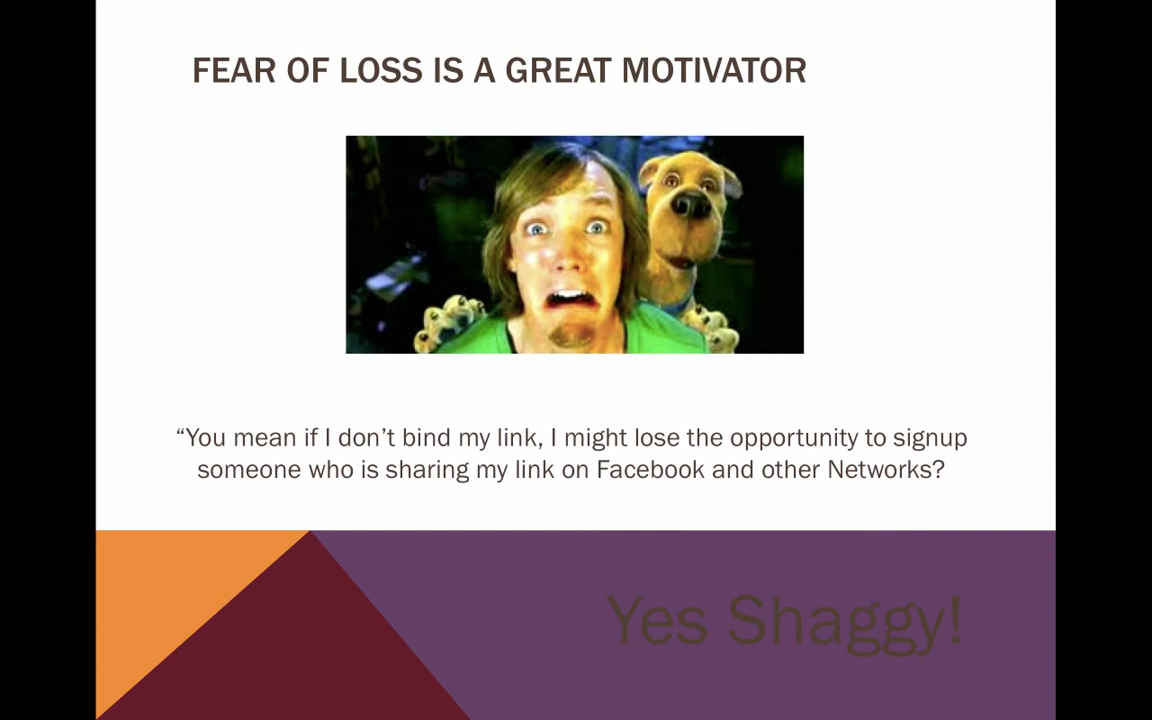 FEAR OF LOSS IS A GREAT MOTIVATOR
“You mean if I don’t bind my link, I might lose the opportunity to signup
someone who is sharing my link on Facebook and other Networks?
Yes Shaggy!